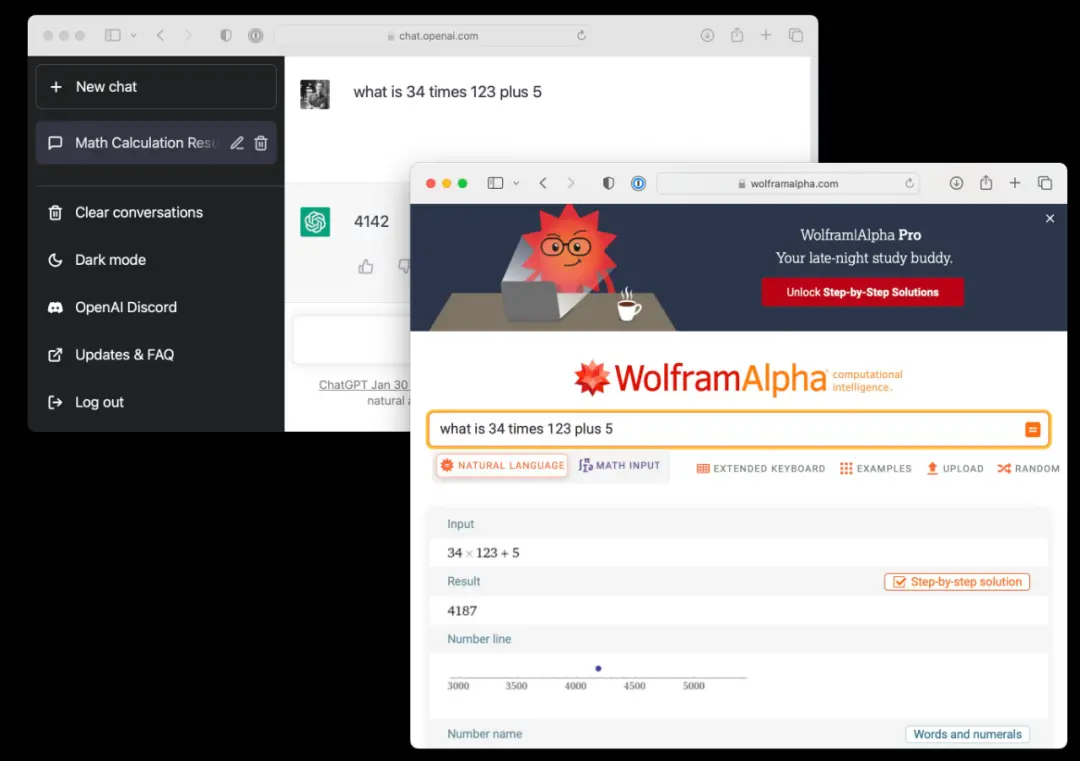 chat.openai.com
New chat
what is 34 times 123 plus 5
Math Calculation Resu
Clear conversations
4142
Dark mode
OpenAI Discord
Updates & FAQ
ChatGPT Jan 30
natural
Log out
wolframalpha.com
Wolfram|Alpha Pro
Your late-night study buddy.
Unlock Step-by-Step Solutions
WolframAlpha computational
intelligence.
what is 34 times 123 plus 5
NATURAL LANGUAGE MATH INPUT EXTENDED KEYBOARD EXAMPLES UPLOAD RANDOM
Input
34 × 123 + 5
Result Step-by-step solution
4187
Number line
3000 3500 4000 4500 5000
Number name Words and numerals